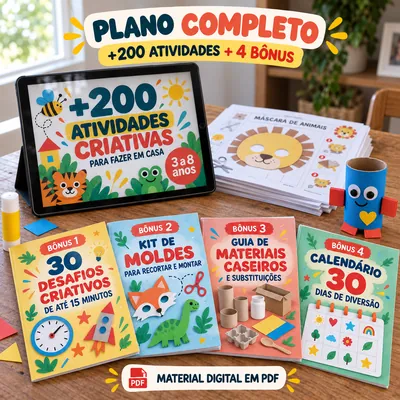 PLANO COMPLETO
+200 ATIVIDADES + 4 BÔNUS
+200
ATIVIDADES
CRIATIVAS
PARA FAZER EM CASA
3 a 8
anos
MÁSCARA DE ANIMAIS
BÔNUS 1
30
DESAFIOS
CRIATIVOS
DE ATÉ 15 MINUTOS
BÔNUS 2
KIT DE
MOLDES
PARA RECORTAR E MONTAR
BÔNUS 3
GUIA DE
MATERIAIS
CASEIROS
E SUBSTITUIÇÕES
BÔNUS 4
CALENDÁRIO
30
DIAS DE DIVERSÃO
PDF
MATERIAL DIGITAL EM PDF